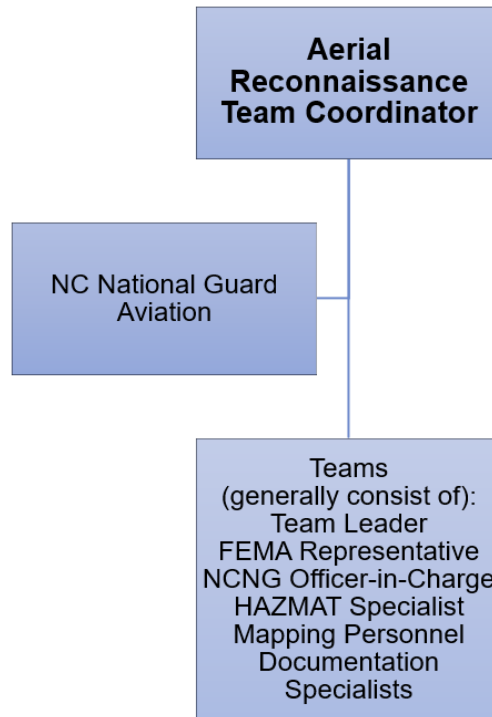 Aerial
Reconnaissance
Team Coordinator
NC National Guard
Aviation
Teams
(generally consist of):
Team Leader
FEMA Representative
NCNG Officer-in-Charge
HAZMAT Specialist
Mapping Personnel
Documentation
Specialists